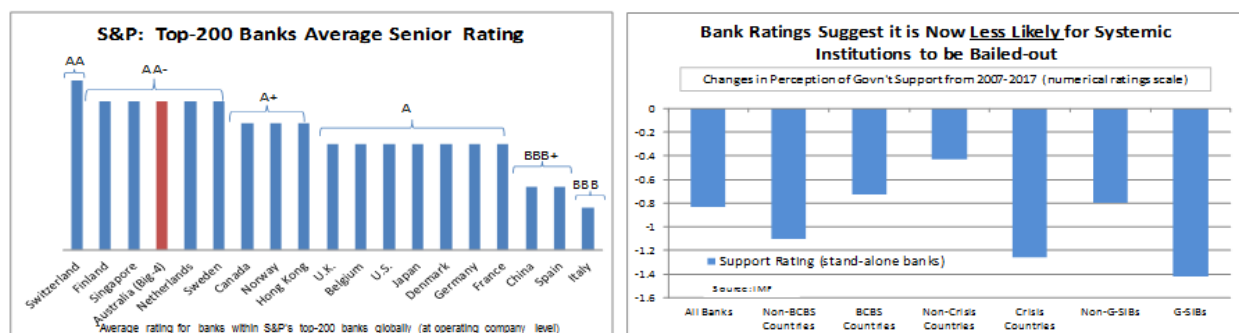 S&P: Top-200 Banks Average Senior Rating
AA
AA-
A+
A
BBB+
BBB
Switzerland
Finland
Singapore
Australia (Big-4)
Netherlands
Sweden
Canada
Norway
Hong Kong
U.K.
Belgium
U.S.
Japan
Denmark
Germany
France
China
Spain
Italy
Average rating for banks within S&P's top-200 banks globally (at operating company level)
Bank Ratings Suggest it is Now Less Likely for Systemic
Institutions to be Bailed-out
Changes in Perception of Govn't Support from 2007-2017 (numerical ratings scale)
0
-0.2
-0.4
-0.6
-0.8
-1
-1.2
-1.4
-1.6
Support Rating (stand-alone banks)
Source: IMF
All Banks
Non-BCBS
Countries
BCBS
Countries
Non-Crisis
Countries
Crisis
Countries
Non-G-SIBs
G-SIBs